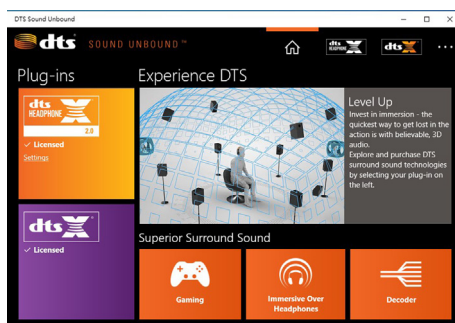 DTS Sound Unbound
dts SOUND UNBOUND™
dts HEADPHONE X
dts X
Plug-ins
Experience DTS
dts
HEADPHONE X
2.0
✓ Licensed
Settings
Level Up
Invest in immersion - the
quickest way to get lost in the
action is with believable, 3D
audio.
Explore and purchase DTS
surround sound technologies
by selecting your plug-in on
the left.
dts X
✓ Licensed
Superior Surround Sound
Gaming
Immersive Over
Headphones
Decoder